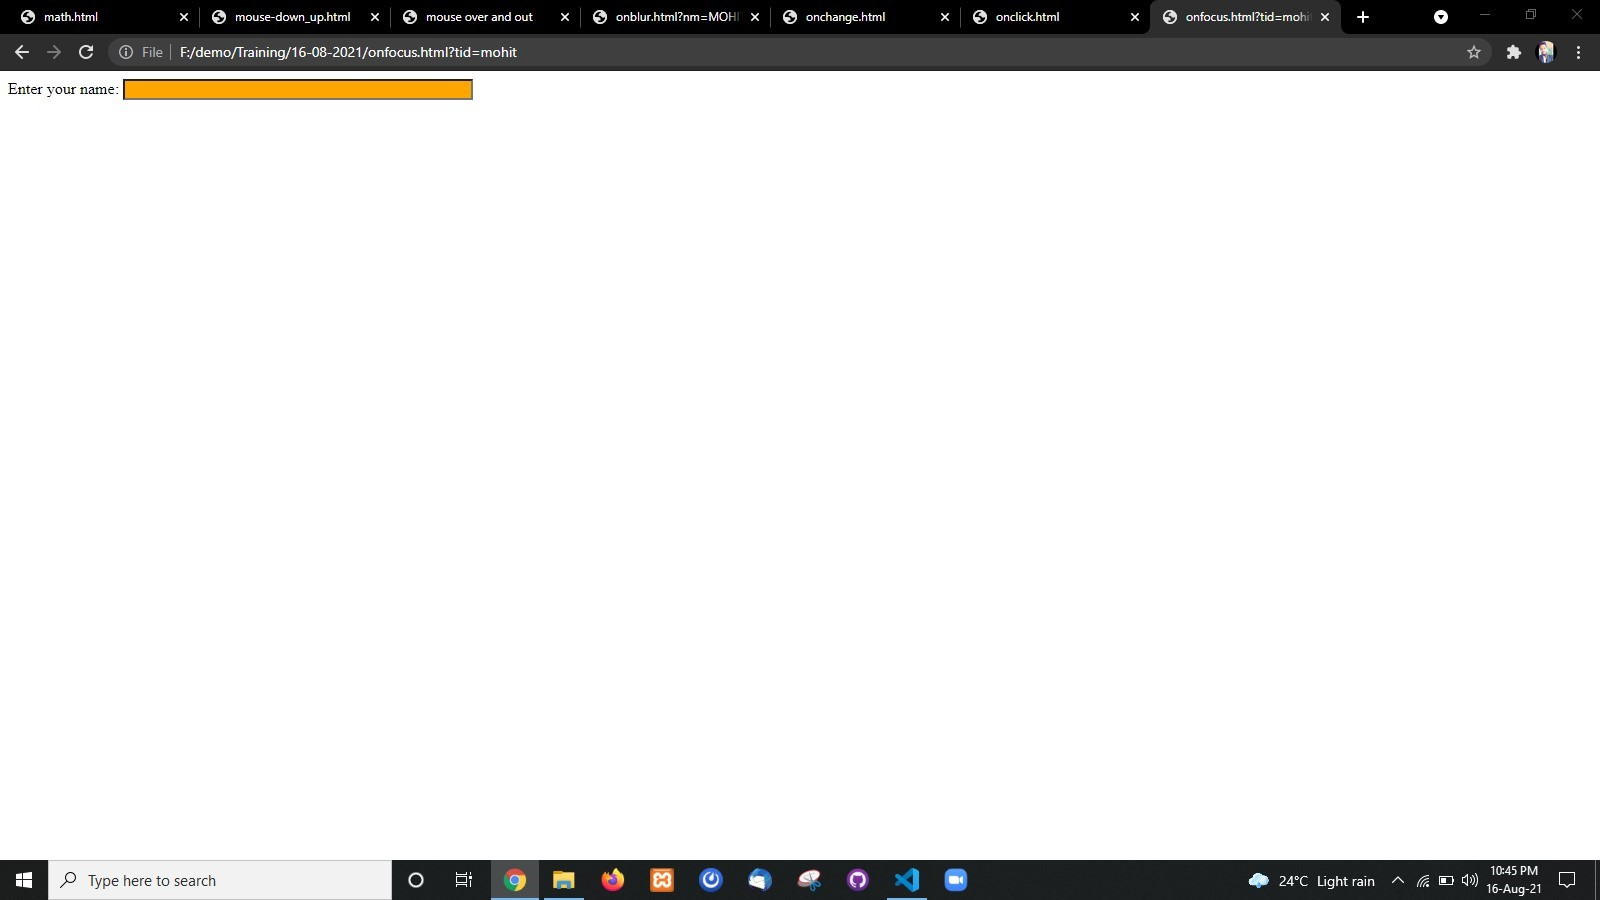 math.html
mouse-down_up.html
mouse over and out
onblur.html?nm=MOH
onchange.html
onclick.html
onfocus.html?tid=mohit
File
F:/demo/Training/16-08-2021/onfocus.html?tid=mohit
Enter your name:
Type here to search
24°C Light rain
10:45 PM
16-Aug-21